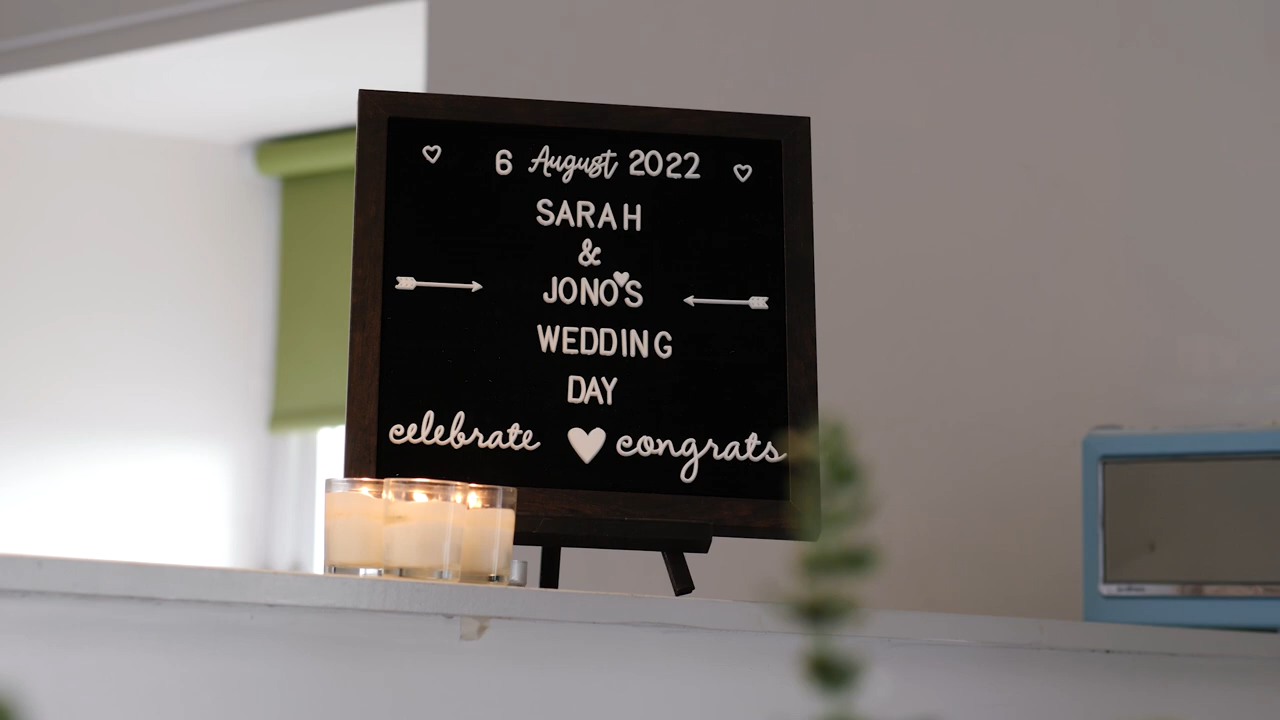 6 August 2022
SARAH
&
JONO'S
WEDDING
DAY
celebrate congrats